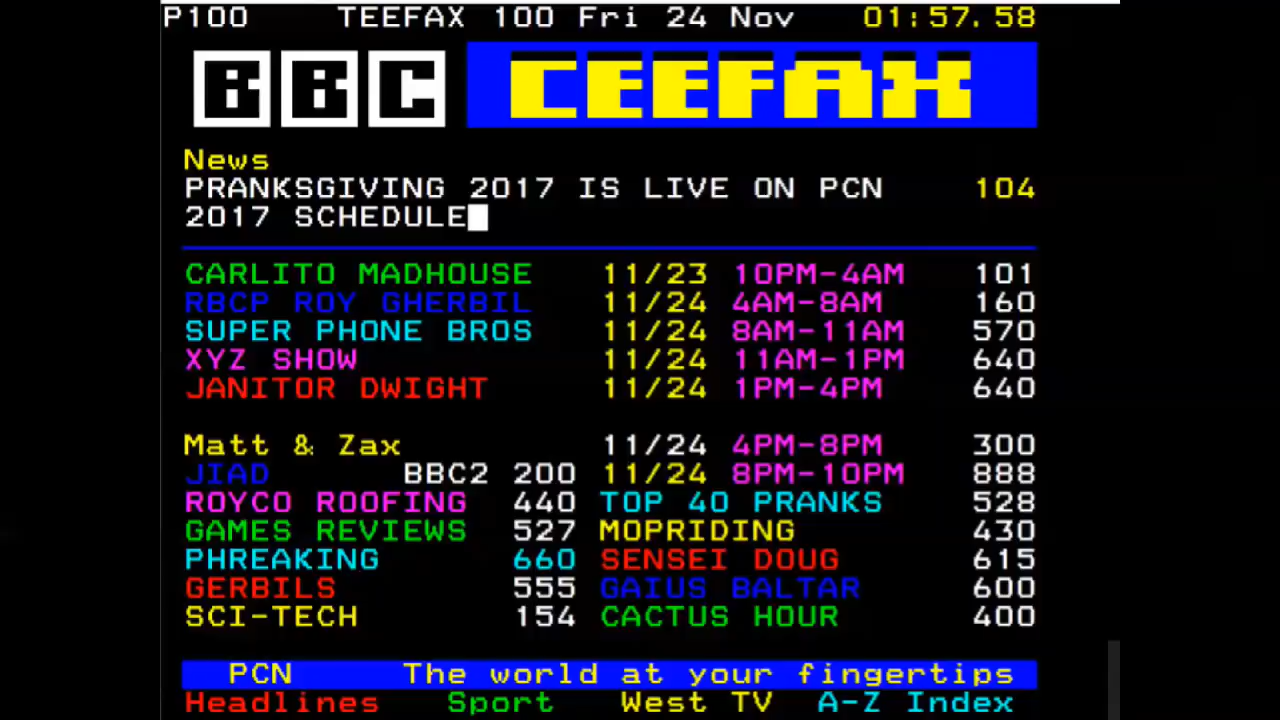 P100 TEEFAX 100 Fri 24 Nov 01:57.58
BBC CEEFAX
News
PRANKSGIVING 2017 IS LIVE ON PCN 104
2017 SCHEDULE
CARLITO MADHOUSE 11/23 10PM-4AM 101
RBCP ROY GHERBIL 11/24 4AM-8AM 160
SUPER PHONE BROS 11/24 8AM-11AM 570
XYZ SHOW 11/24 11AM-1PM 640
JANITOR DWIGHT 11/24 1PM-4PM 640
Matt & Zax 11/24 4PM-8PM 300
JIAD BBC2 200 11/24 8PM-10PM 888
ROYCO ROOFING 440 TOP 40 PRANKS 528
GAMES REVIEWS 527 MOPRIDING 430
PHREAKING 660 SENSEI DOUG 615
GERBILS 555 GAIUS BALTAR 600
SCI-TECH 154 CACTUS HOUR 400
PCN The world at your fingertips
Headlines Sport West TV A-Z Index